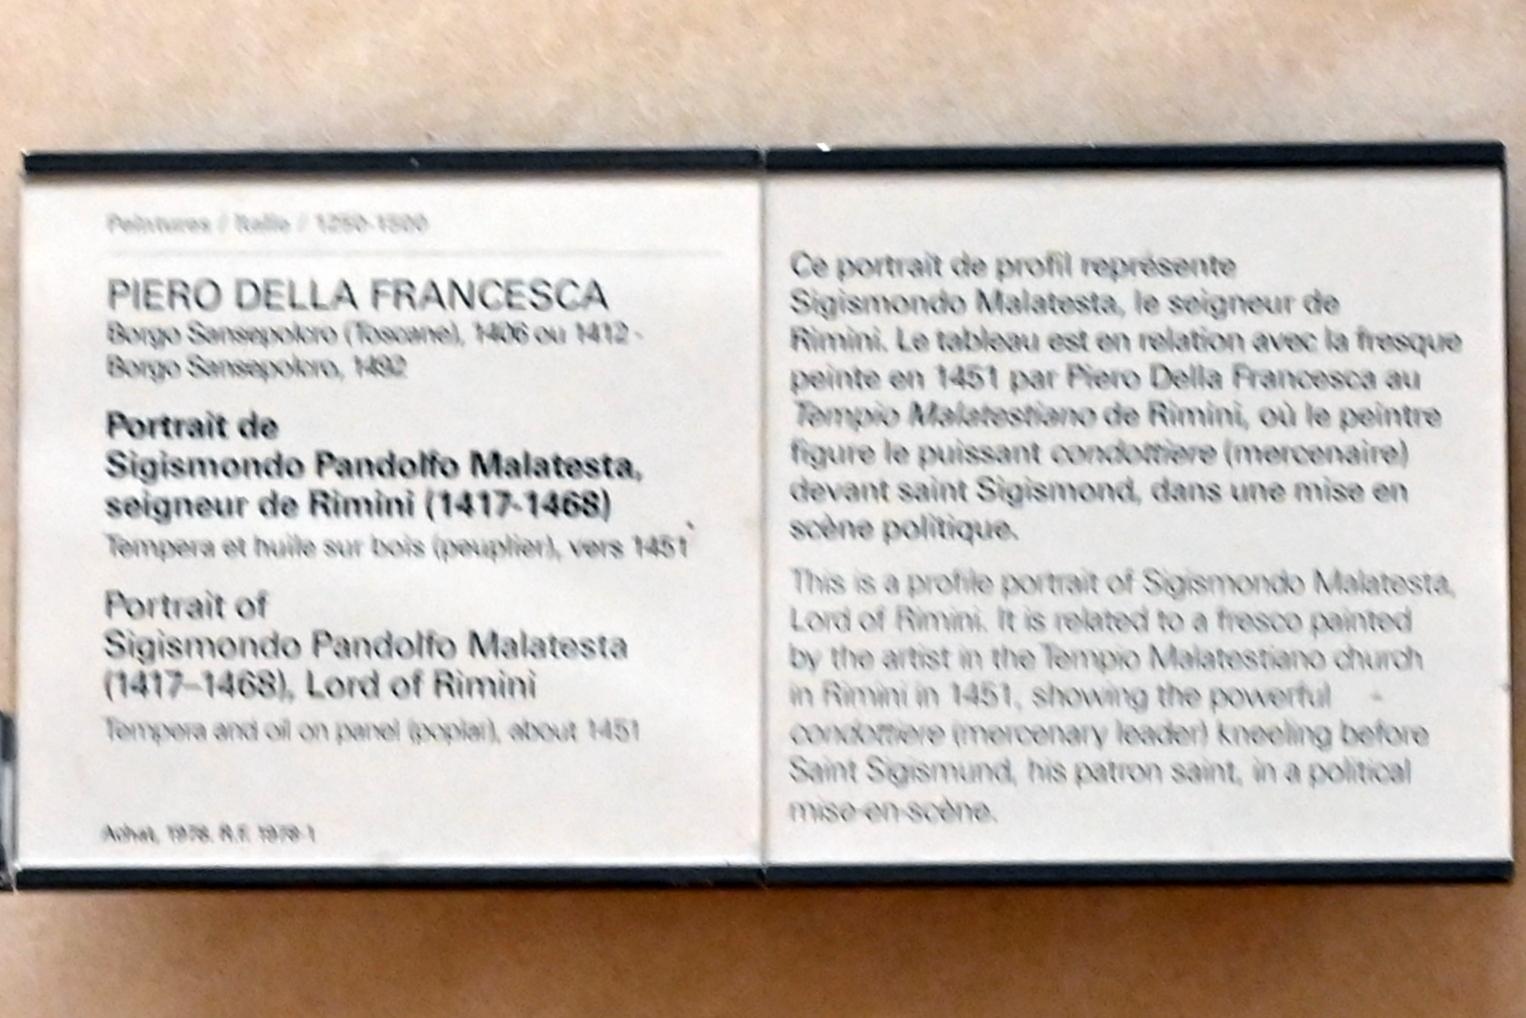 Peintures / Italie / 1250-1500
PIERO DELLA FRANCESCA
Borgo Sansepolcro (Toscane), 1406 ou 1412 -
Borgo Sansepolcro, 1492
Portrait de
Sigismondo Pandolfo Malatesta,
seigneur de Rimini (1417-1468)
Tempera et huile sur bois (peuplier), vers 1451
Portrait of
Sigismondo Pandolfo Malatesta
(1417–1468), Lord of Rimini
Tempera and oil on panel (poplar), about 1451
Achat, 1978. R.F. 1978-1
Ce portrait de profil représente
Sigismondo Malatesta, le seigneur de
Rimini. Le tableau est en relation avec la fresque
peinte en 1451 par Piero Della Francesca au
Tempio Malatestiano de Rimini, où le peintre
figure le puissant condottiere (mercenaire)
devant saint Sigismond, dans une mise en
scène politique.
This is a profile portrait of Sigismondo Malatesta,
Lord of Rimini. It is related to a fresco painted
by the artist in the Tempio Malatestiano church
in Rimini in 1451, showing the powerful
condottiere (mercenary leader) kneeling before
Saint Sigismund, his patron saint, in a political
mise-en-scène.